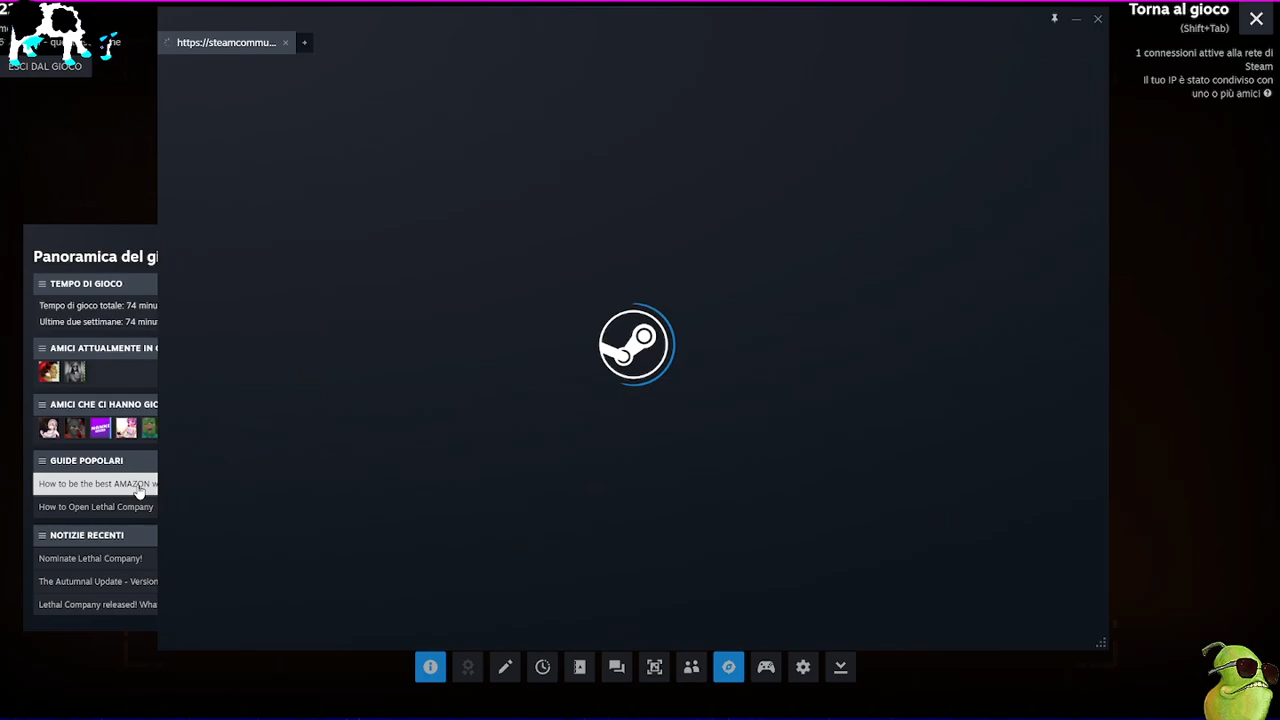 https://steamcommu...
ESCI DAL GIOCO
Torna al gioco
(Shift+Tab)
1 connessioni attive alla rete di
Steam
Il tuo IP è stato condiviso con
uno o più amici
Panoramica del gi
TEMPO DI GIOCO
Tempo di gioco totale: 74 minu
Ultime due settimane: 74 minut
AMICI ATTUALMENTE IN G
AMICI CHE CI HANNO GIO
GUIDE POPOLARI
How to be the best AMAZON w
How to Open Lethal Company
NOTIZIE RECENTI
Nominate Lethal Company!
The Autumnal Update - Version
Lethal Company released! Wha